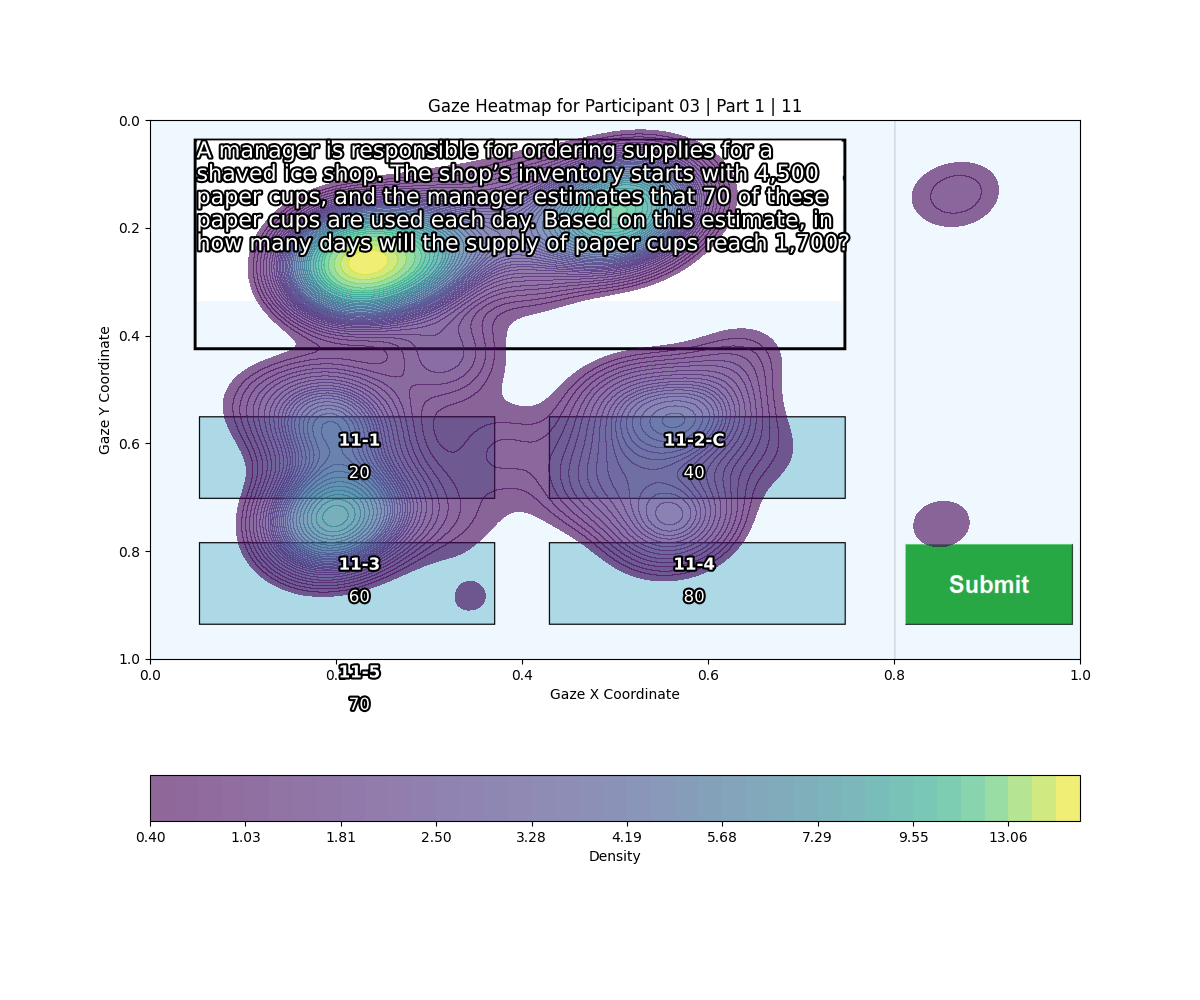 Gaze Heatmap for Participant 03 | Part 1 | 11
A manager is responsible for ordering supplies for a
shaved ice shop. The shop's inventory starts with 4,500
paper cups, and the manager estimates that 70 of these
paper cups are used each day. Based on this estimate, in
how many days will the supply of paper cups reach 1,700?
0.0
0.2
0.4
0.6
0.8
1.0
Gaze Y Coordinate
11-1
20
11-2-C
40
11-3
60
11-4
80
Submit
0.0
0.4
0.6
0.8
1.0
11-5
70
Gaze X Coordinate
0.40
1.03
1.81
2.50
3.28
4.19
5.68
7.29
9.55
13.06
Density